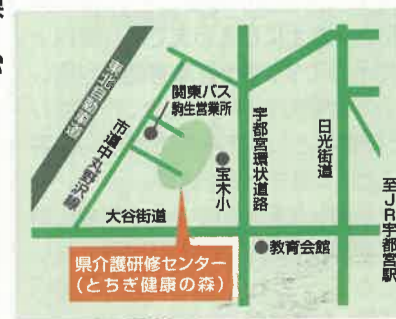 東北自動車道
市道中丸野沢線
関東バス
駒生営業所
宝木小
宇都宮環状道路
日光街道
至JR宇都宮駅
大谷街道
教育会館
県介護研修センター
(とちぎ健康の森)